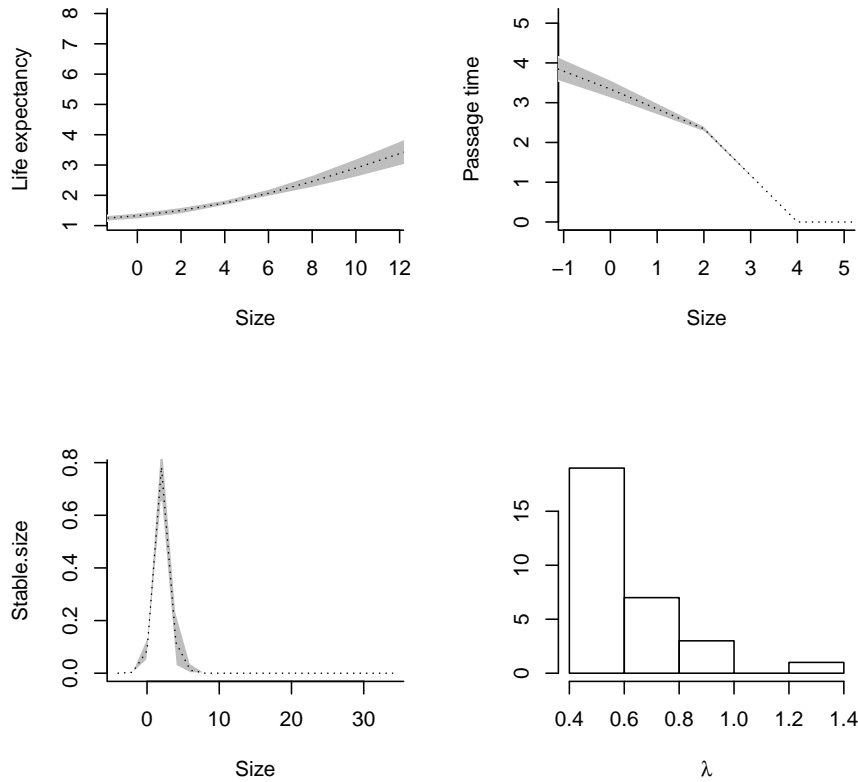 Life expectancy
1 2 3 4 5 6 7 8
0 2 4 6 8 10 12
Size
Passage time
0 1 2 3 4 5
−1 0 1 2 3 4 5
Size
Stable.size
0.0 0.2 0.4 0.6 0.8
0 10 20 30
Size
0 5 10 15
0.4 0.6 0.8 1.0 1.2 1.4
λ